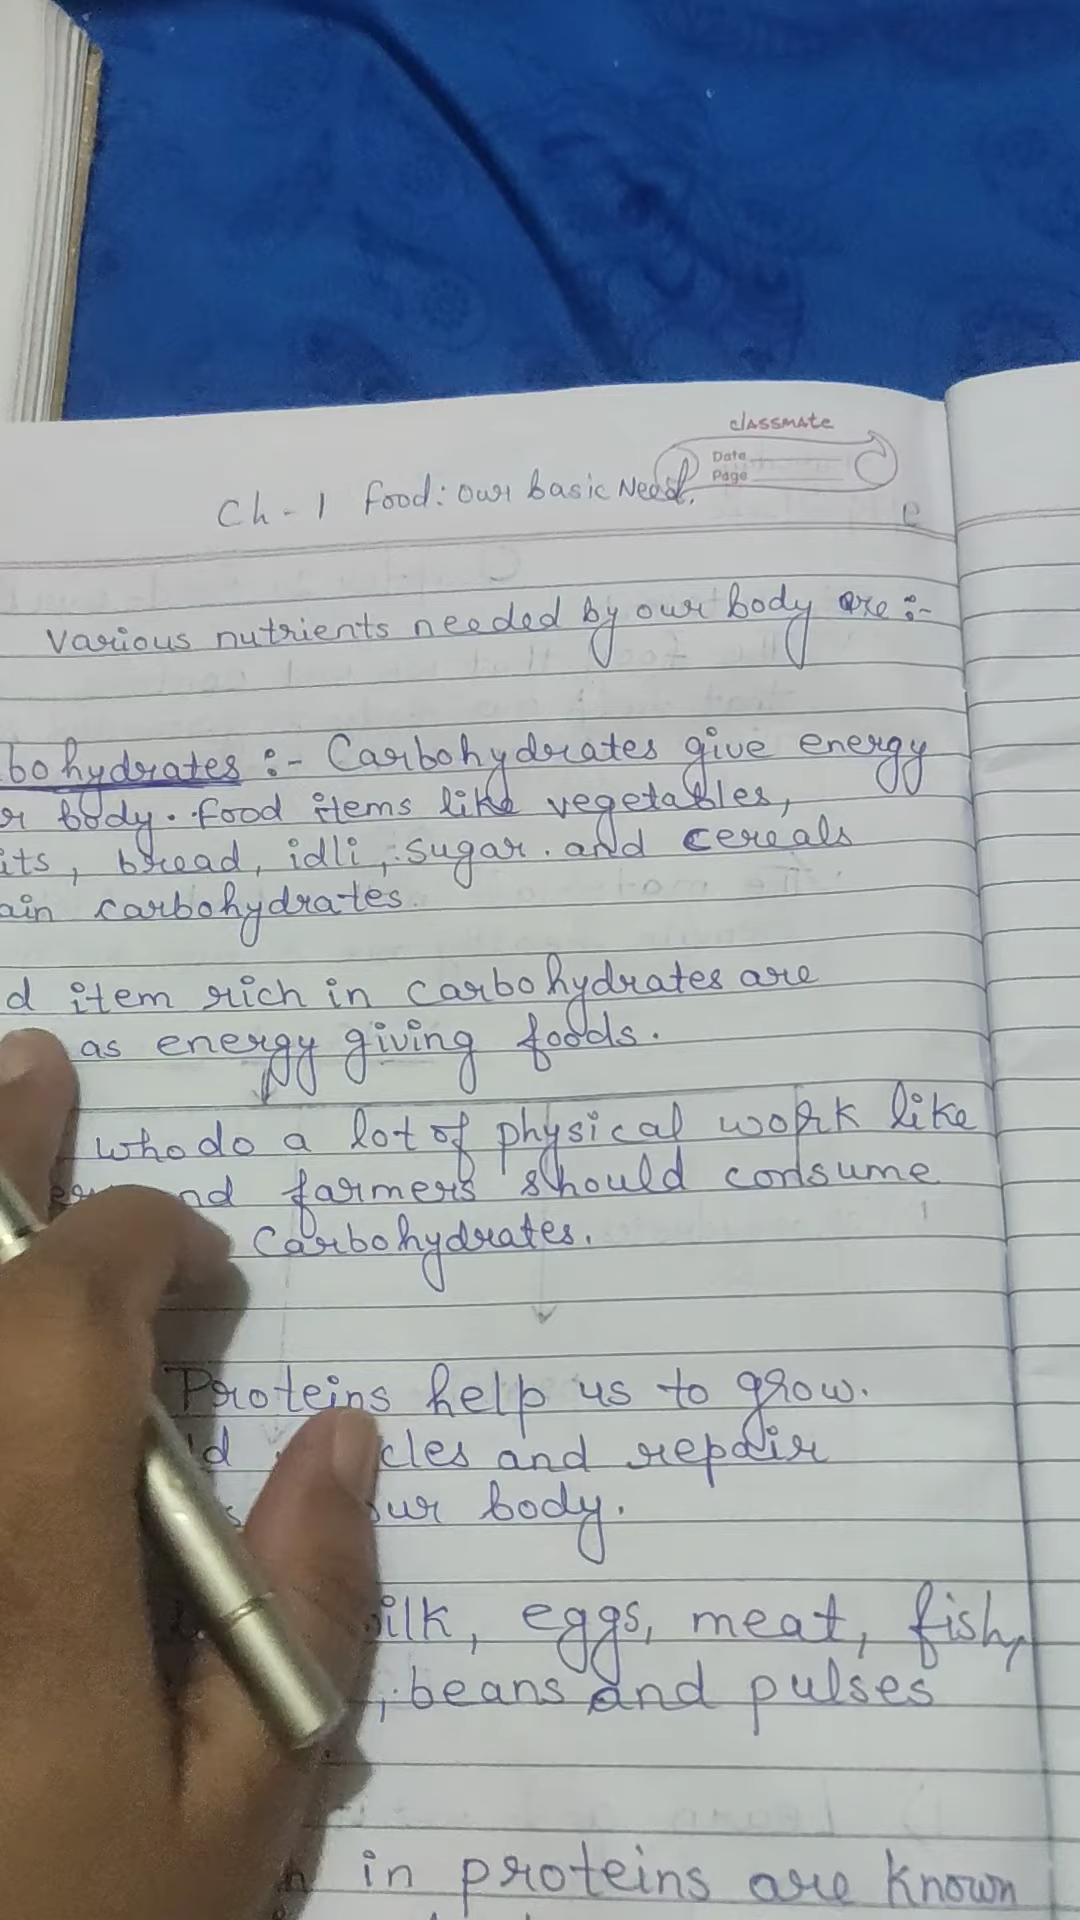 classmate
Date
Page
Ch - 1 Food: our basic Need.
Various nutrients needed by our body are :-
bohydrates :- Carbohydrates give energy
r body. food items like vegetables,
its, bread, idli, sugar. and cereals
ain carbohydrates.
d item rich in carbohydrates are
as energy giving foods.
who do a lot of physical work like
nd farmers should consume
carbohydrates.
Proteins help us to grow.
ld cles and repair
s our body.
ilk, eggs, meat, fish,
, beans and pulses
in proteins are known